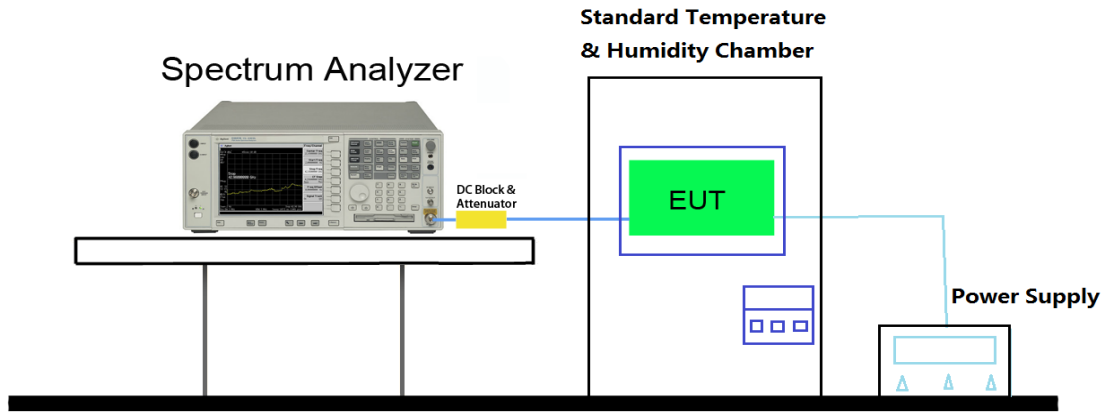 Standard Temperature
& Humidity Chamber
Spectrum Analyzer
DC Block &
Attenuator
EUT
Power Supply